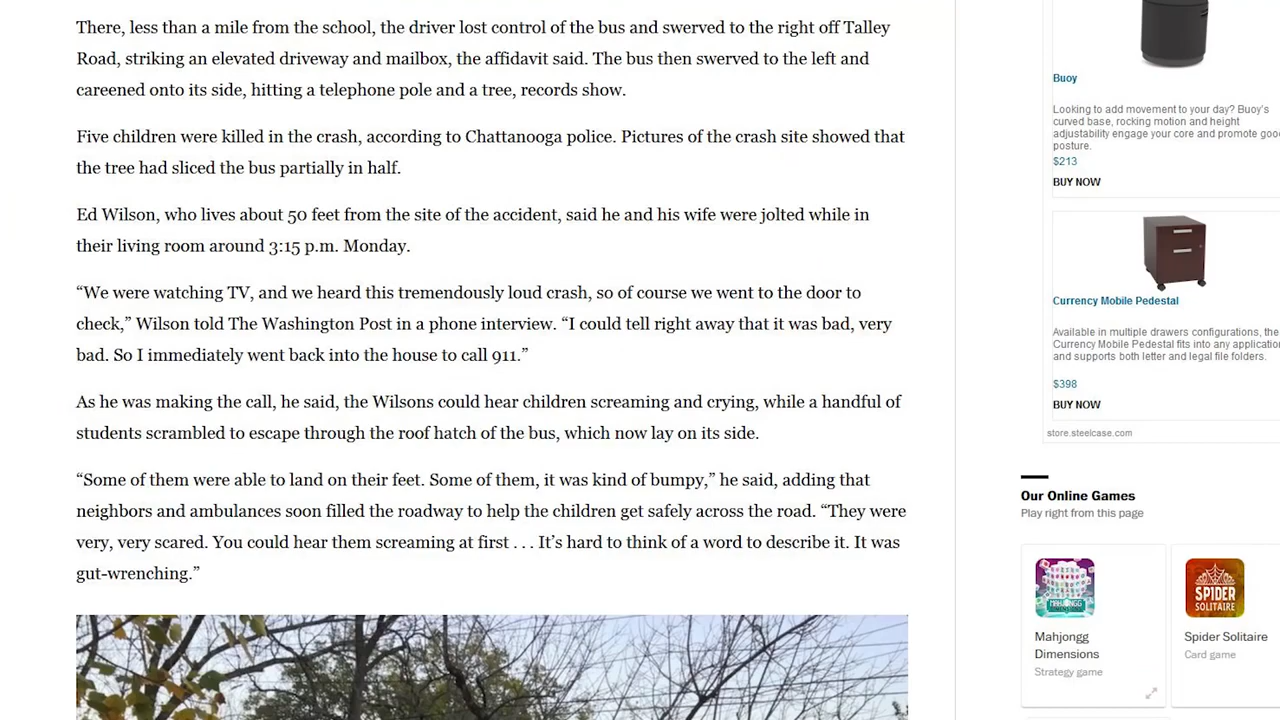 There, less than a mile from the school, the driver lost control of the bus and swerved to the right off Talley
Road, striking an elevated driveway and mailbox, the affidavit said. The bus then swerved to the left and
careened onto its side, hitting a telephone pole and a tree, records show.
Five children were killed in the crash, according to Chattanooga police. Pictures of the crash site showed that
the tree had sliced the bus partially in half.
Ed Wilson, who lives about 50 feet from the site of the accident, said he and his wife were jolted while in
their living room around 3:15 p.m. Monday.
“We were watching TV, and we heard this tremendously loud crash, so of course we went to the door to
check,” Wilson told The Washington Post in a phone interview. “I could tell right away that it was bad, very
bad. So I immediately went back into the house to call 911.”
As he was making the call, he said, the Wilsons could hear children screaming and crying, while a handful of
students scrambled to escape through the roof hatch of the bus, which now lay on its side.
“Some of them were able to land on their feet. Some of them, it was kind of bumpy,” he said, adding that
neighbors and ambulances soon filled the roadway to help the children get safely across the road. “They were
very, very scared. You could hear them screaming at first . . . It’s hard to think of a word to describe it. It was
gut-wrenching.”
Buoy
Looking to add movement to your day? Buoy's
curved base, rocking motion and height
adjustability engage your core and promote
posture.
$213
BUY NOW
Currency Mobile Pedestal
Available in multiple drawers configurations, the
Currency Mobile Pedestal fits into any
and supports both letter and legal file folders.
$398
BUY NOW
store.steelcase.com
Our Online Games
Play right from this page
MAHJONGG
DIMENSIONS
Mahjongg
Dimensions
Strategy game
SPIDER
SOLITAIRE
Spider Solitaire
Card game